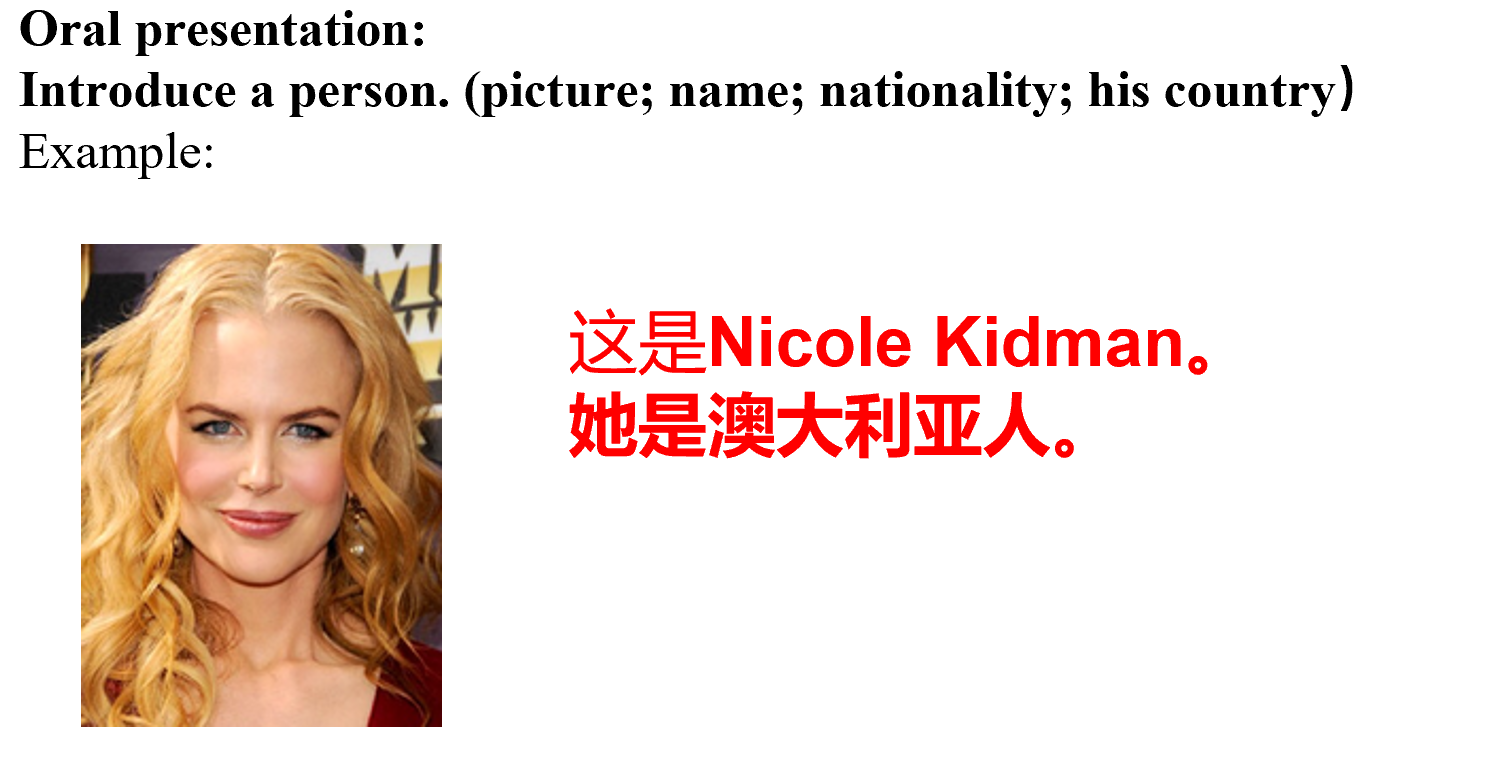 Oral presentation:
Introduce a person. (picture; name; nationality; his country）
Example:
这是Nicole Kidman。
她是澳大利亚人。